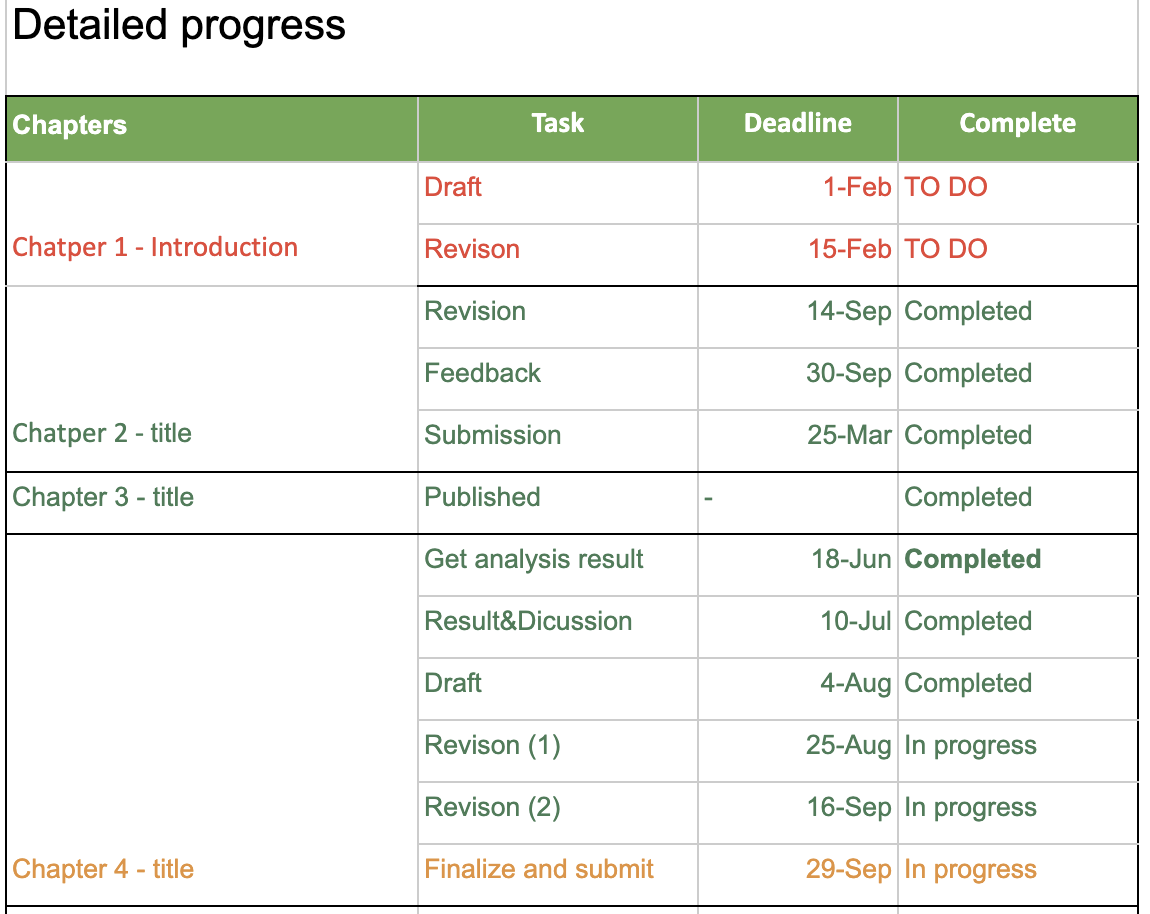 Detailed progress
Chapters Task Deadline Complete
Draft 1-Feb TO DO
Chatper 1 - Introduction Revison 15-Feb TO DO
Revision 14-Sep Completed
Feedback 30-Sep Completed
Chatper 2 - title Submission 25-Mar Completed
Chapter 3 - title Published - Completed
Get analysis result 18-Jun Completed
Result&Dicussion 10-Jul Completed
Draft 4-Aug Completed
Revison (1) 25-Aug In progress
Revison (2) 16-Sep In progress
Chapter 4 - title Finalize and submit 29-Sep In progress